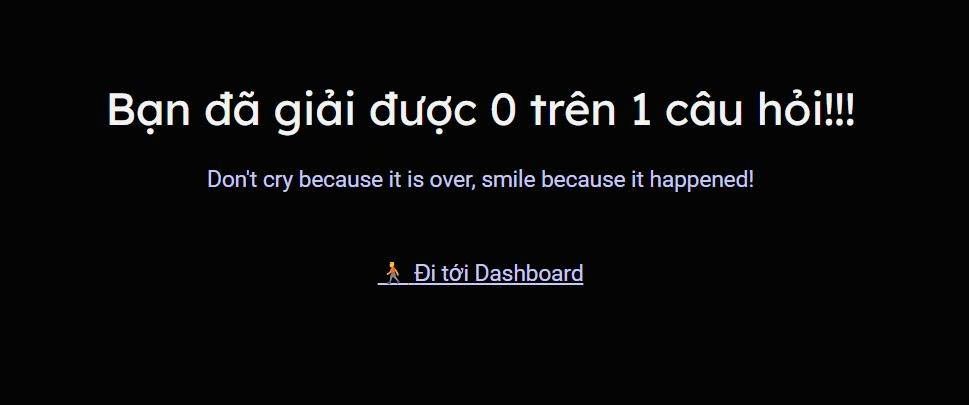 Bạn đã giải được 0 trên 1 câu hỏi!!!
Don't cry because it is over, smile because it happened!
🚶 Đi tới Dashboard